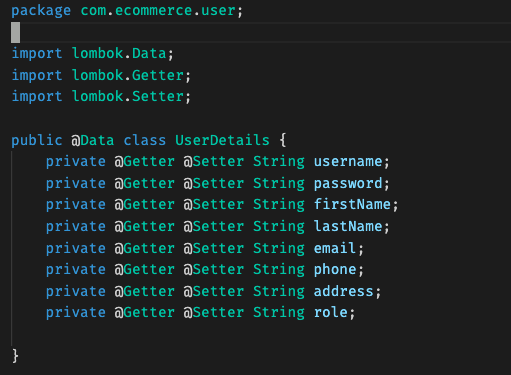 package com.ecommerce.user;
import lombok.Data;
import lombok.Getter;
import lombok.Setter;
public @Data class UserDetails {
private @Getter @Setter String username;
private @Getter @Setter String password;
private @Getter @Setter String firstName;
private @Getter @Setter String lastName;
private @Getter @Setter String email;
private @Getter @Setter String phone;
private @Getter @Setter String address;
private @Getter @Setter String role;
}